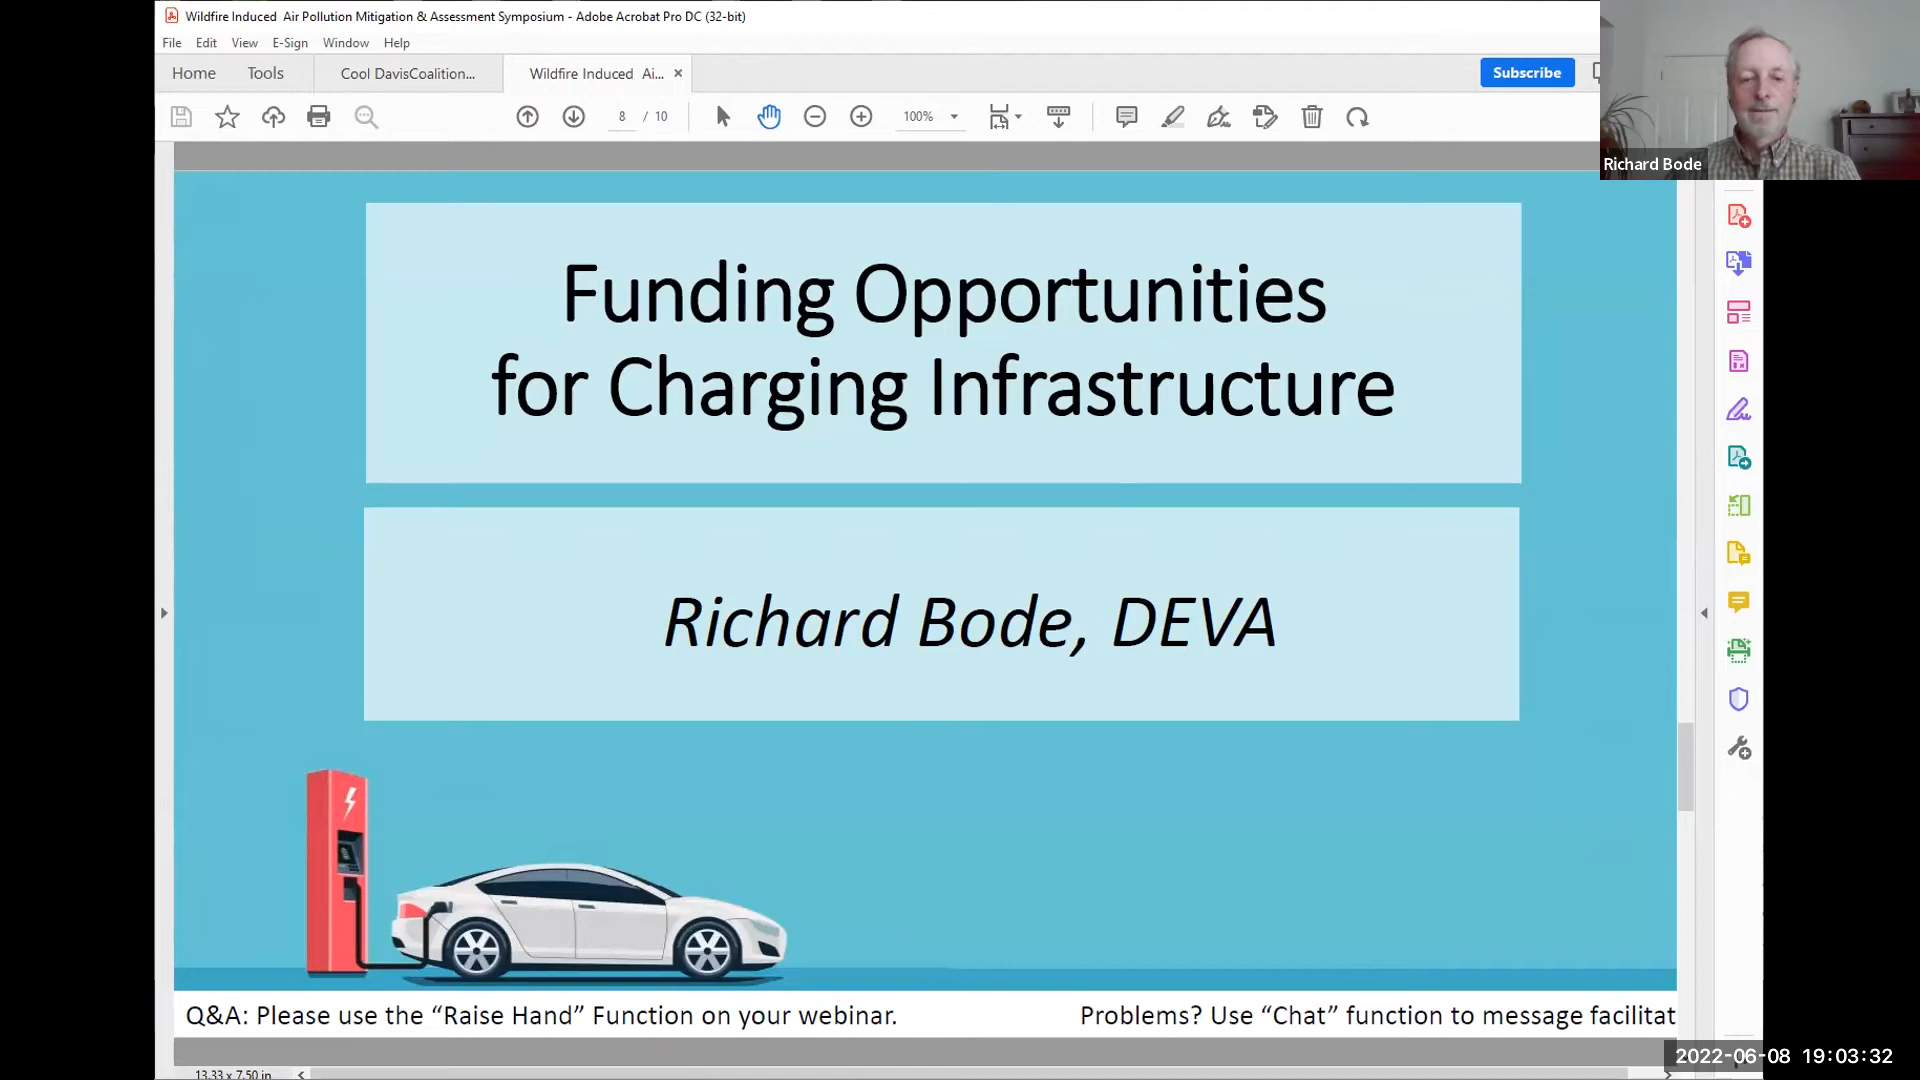 Wildfire Induced  Air Pollution Mitigation & Assessment Symposium - Adobe Acrobat Pro DC (32-bit)
File Edit View E-Sign Window Help
Home Tools Cool DavisCoalition... Wildfire Induced  Ai... × Subscribe
8 / 10 100%
Richard Bode
Funding Opportunities
for Charging Infrastructure
Richard Bode, DEVA
Q&A: Please use the “Raise Hand” Function on your webinar. Problems? Use “Chat” function to message facilitat
2022-06-08 19:03:32
13.33 x 7.50 in